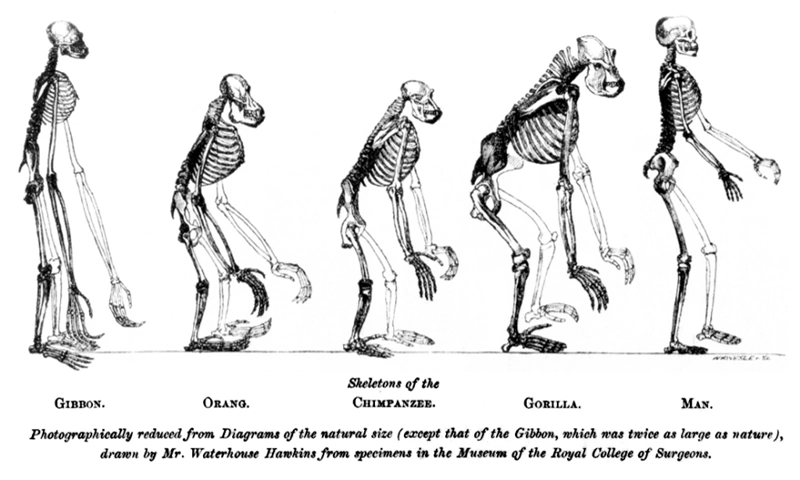 Skeletons of the
GIBBON. ORANG. CHIMPANZEE. GORILLA. MAN.
Photographically reduced from Diagrams of the natural size (except that of the Gibbon, which was twice as large as nature),
drawn by Mr. Waterhouse Hawkins from specimens in the Museum of the Royal College of Surgeons.